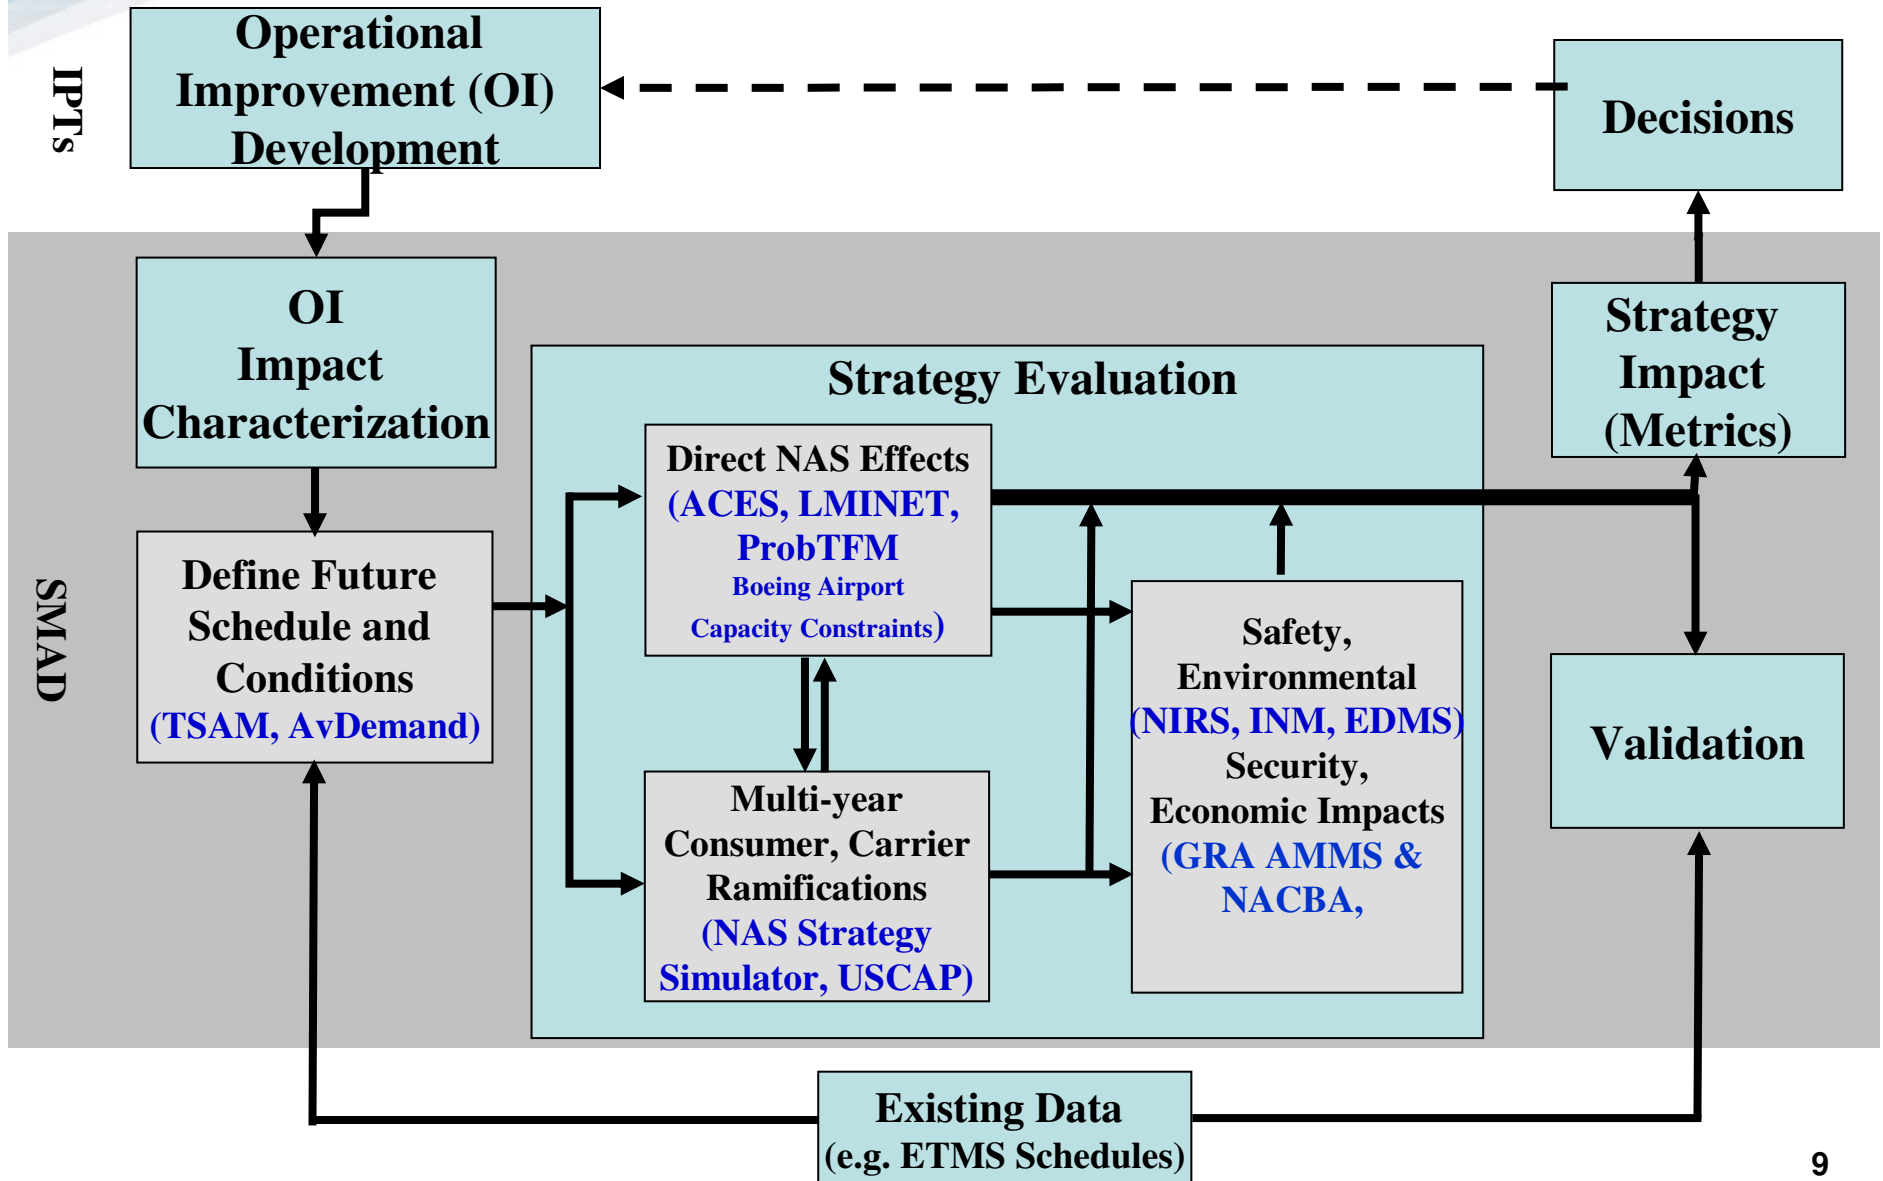 IPTs
Operational
Improvement (OI)
Development
Decisions
SMAD
OI
Impact
Characterization
Define Future
Schedule and
Conditions
(TSAM, AvDemand)
Strategy Evaluation
Direct NAS Effects
(ACES, LMINET,
ProbTFM
Boeing Airport
Capacity Constraints)
Multi-year
Consumer, Carrier
Ramifications
(NAS Strategy
Simulator, USCAP)
Safety,
Environmental
(NIRS, INM, EDMS)
Security,
Economic Impacts
(GRA AMMS &
NACBA,
Strategy
Impact
(Metrics)
Validation
Existing Data
(e.g. ETMS Schedules)
9